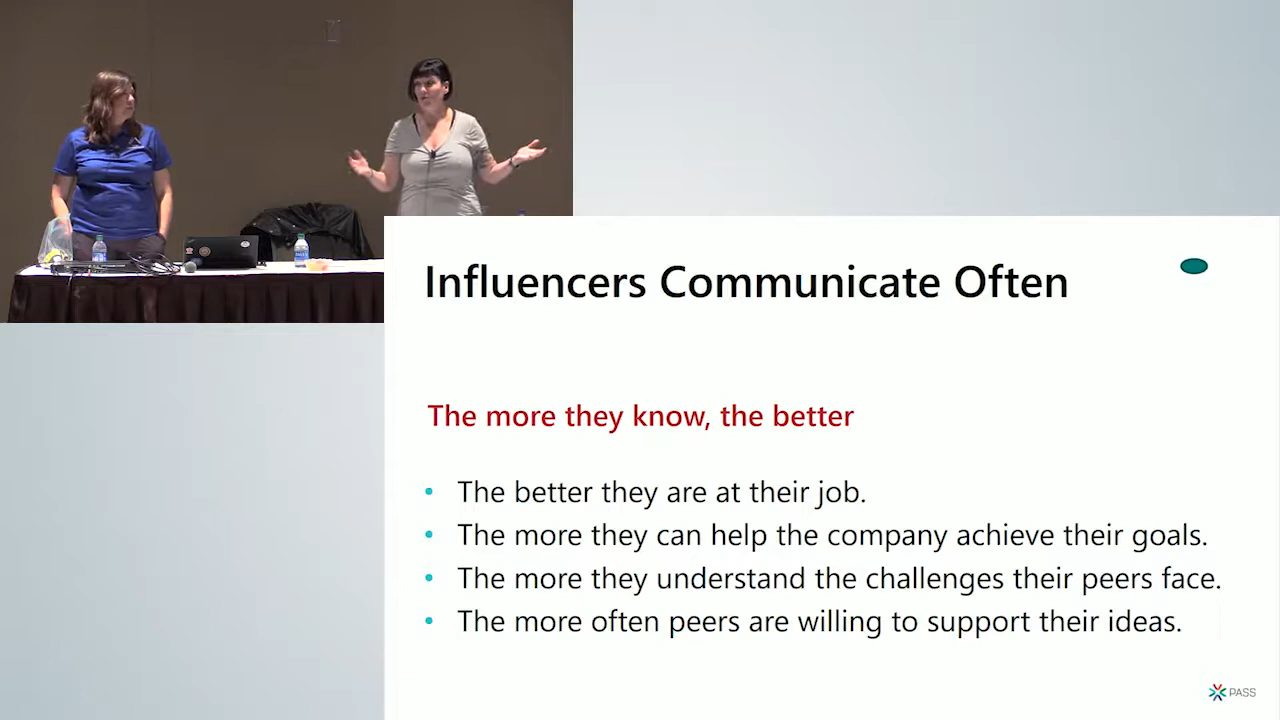 Influencers Communicate Often
The more they know, the better
• The better they are at their job.
• The more they can help the company achieve their goals.
• The more they understand the challenges their peers face.
• The more often peers are willing to support their ideas.
PASS